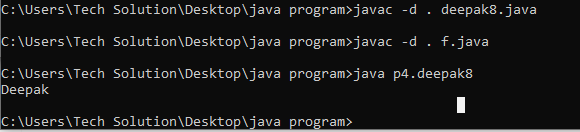 C:\Users\Tech Solution\Desktop\java program>javac -d . deepak8.java
C:\Users\Tech Solution\Desktop\java program>javac -d . f.java
C:\Users\Tech Solution\Desktop\java program>java p4.deepak8
Deepak
C:\Users\Tech Solution\Desktop\java program>